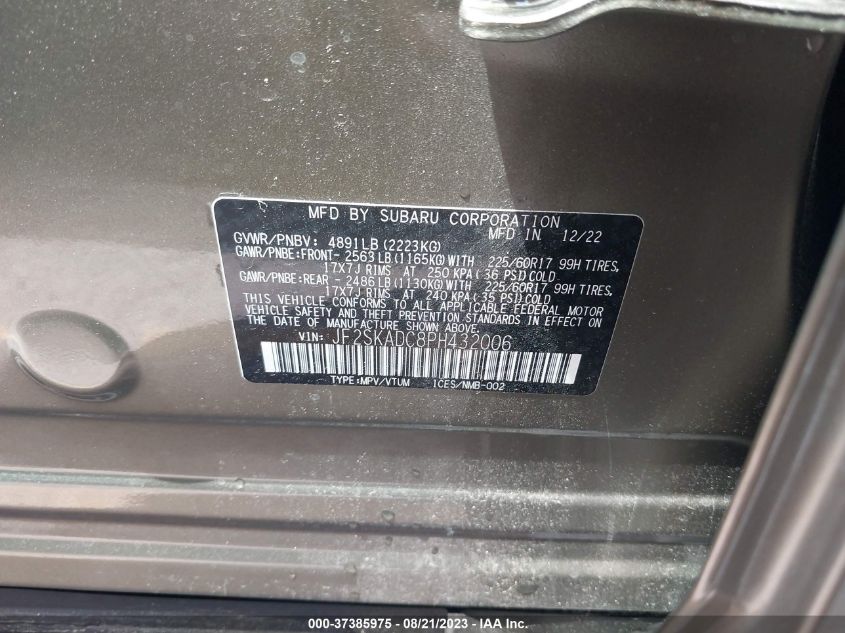 MFD BY SUBARU CORPORATION
MFD IN 12/22
GVWR/PNBV: 4891LB(2223KG)
GAWR/PNBE:FRONT- 2563LB(1165KG)WITH 225/60R17 99H TIRES,
17X7J RIMS AT 250 KPA(36 PSI)COLD
GAWR/PNBE:REAR - 2486LB(1130KG)WITH 225/60R17 99H TIRES,
17X7J RIMS AT 240 KPA(35 PSI)COLD
THIS VEHICLE CONFORMS TO ALL APPLICABLE FEDERAL MOTOR
VEHICLE SAFETY AND THEFT PREVENTION STANDARDS IN EFFECT ON
THE DATE OF MANUFACTURE SHOWN ABOVE.
VIN: JF2SKADC8PH432006
TYPE:MPV/VTUM ICES/NMB-002
000-37385975 - 08/21/2023 - IAA Inc.